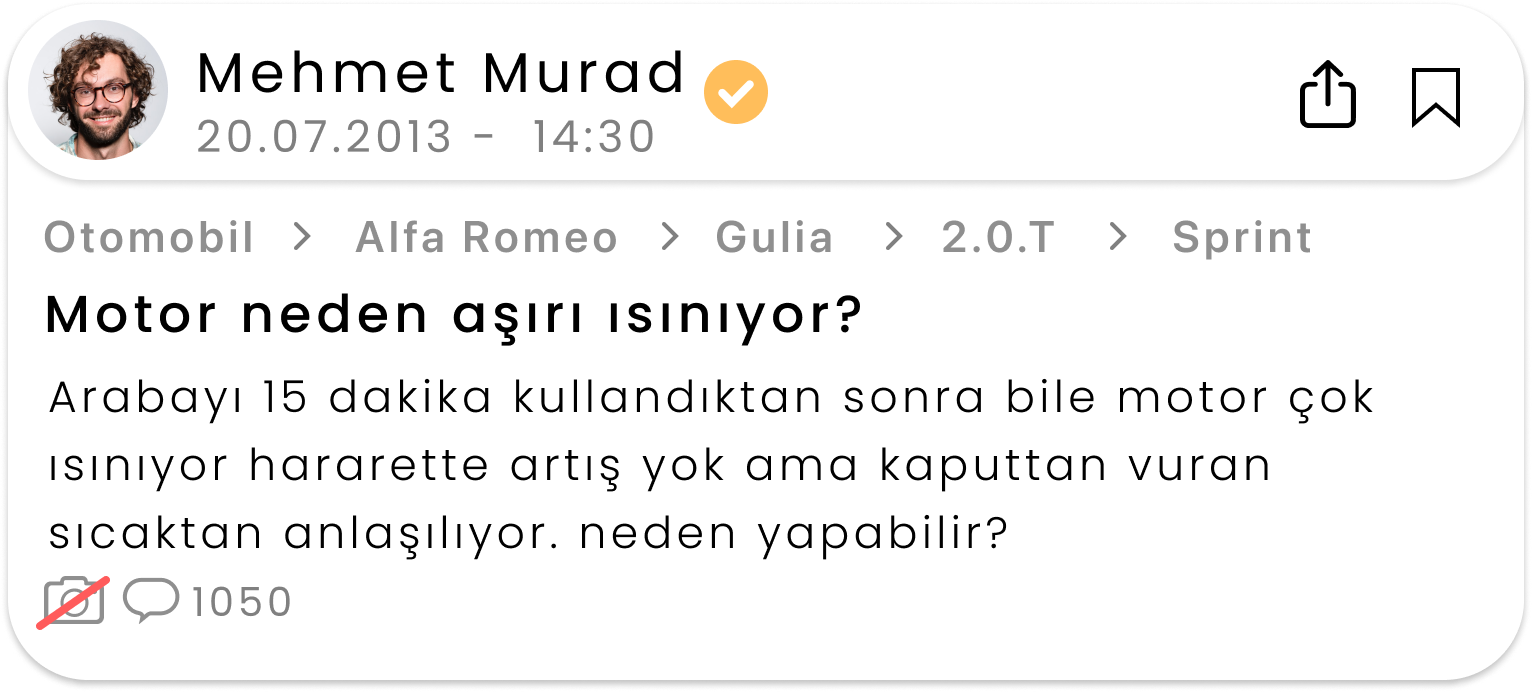 Mehmet Murad
20.07.2013 - 14:30
Otomobil > Alfa Romeo > Gulia > 2.0.T > Sprint
Motor neden aşırı ısınıyor?
Arabayı 15 dakika kullandıktan sonra bile motor çok
ısınıyor hararette artış yok ama kaputtan vuran
sıcaktan anlaşılıyor. neden yapabilir?
1050